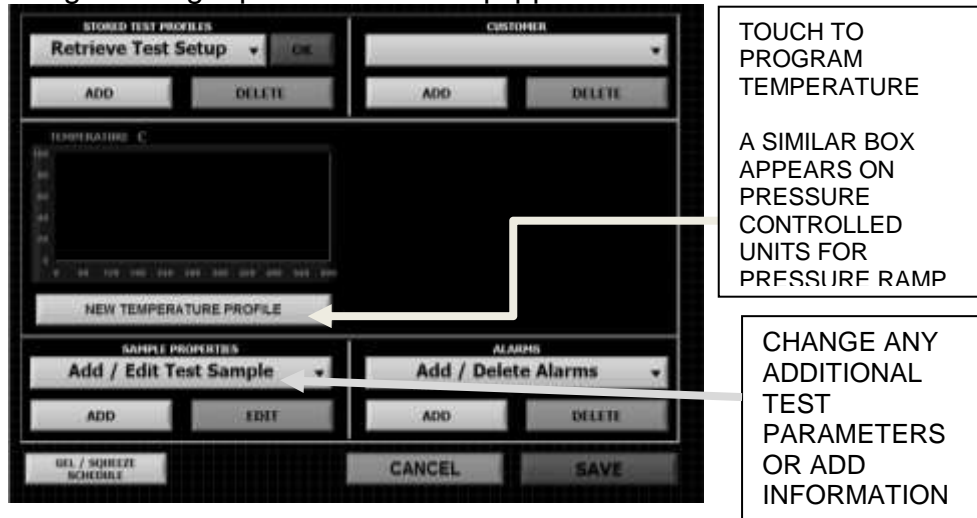 STORED TEST PROFILES
Retrieve Test Setup
OK
ADD
DELETE
CUSTOMER
ADD
DELETE
TEMPERATURE C
NEW TEMPERATURE PROFILE
SAMPLE PROPERTIES
Add / Edit Test Sample
ADD
EDIT
ALARMS
Add / Delete Alarms
ADD
DELETE
GEL / SQUEEZE
SCHEDULE
CANCEL
SAVE
TOUCH TO
PROGRAM
TEMPERATURE
A SIMILAR BOX
APPEARS ON
PRESSURE
CONTROLLED
UNITS FOR
PRESSURE RAMP
CHANGE ANY
ADDITIONAL
TEST
PARAMETERS
OR ADD
INFORMATION